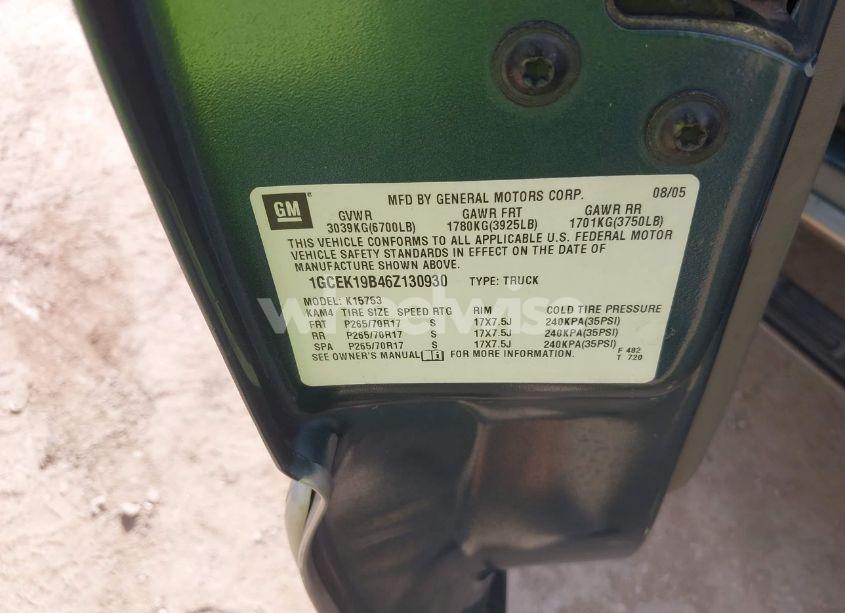 GM
MFD BY GENERAL MOTORS CORP. 08/05
GVWR GAWR FRT GAWR RR
3039KG(6700LB) 1780KG(3925LB) 1701KG(3750LB)
THIS VEHICLE CONFORMS TO ALL APPLICABLE U.S. FEDERAL MOTOR
VEHICLE SAFETY STANDARDS IN EFFECT ON THE DATE OF
MANUFACTURE SHOWN ABOVE.
1GCEK19B46Z130930 TYPE: TRUCK
wheelwise
MODEL: K15753
KAM4 TIRE SIZE SPEED RTG RIM COLD TIRE PRESSURE
FRT P265/70R17 S 17X7.5J 240KPA(35PSI)
RR P265/70R17 S 17X7.5J 240KPA(35PSI)
SPA P265/70R17 S 17X7.5J 240KPA(35PSI)
SEE OWNER'S MANUAL FOR MORE INFORMATION.
F 482
T 720